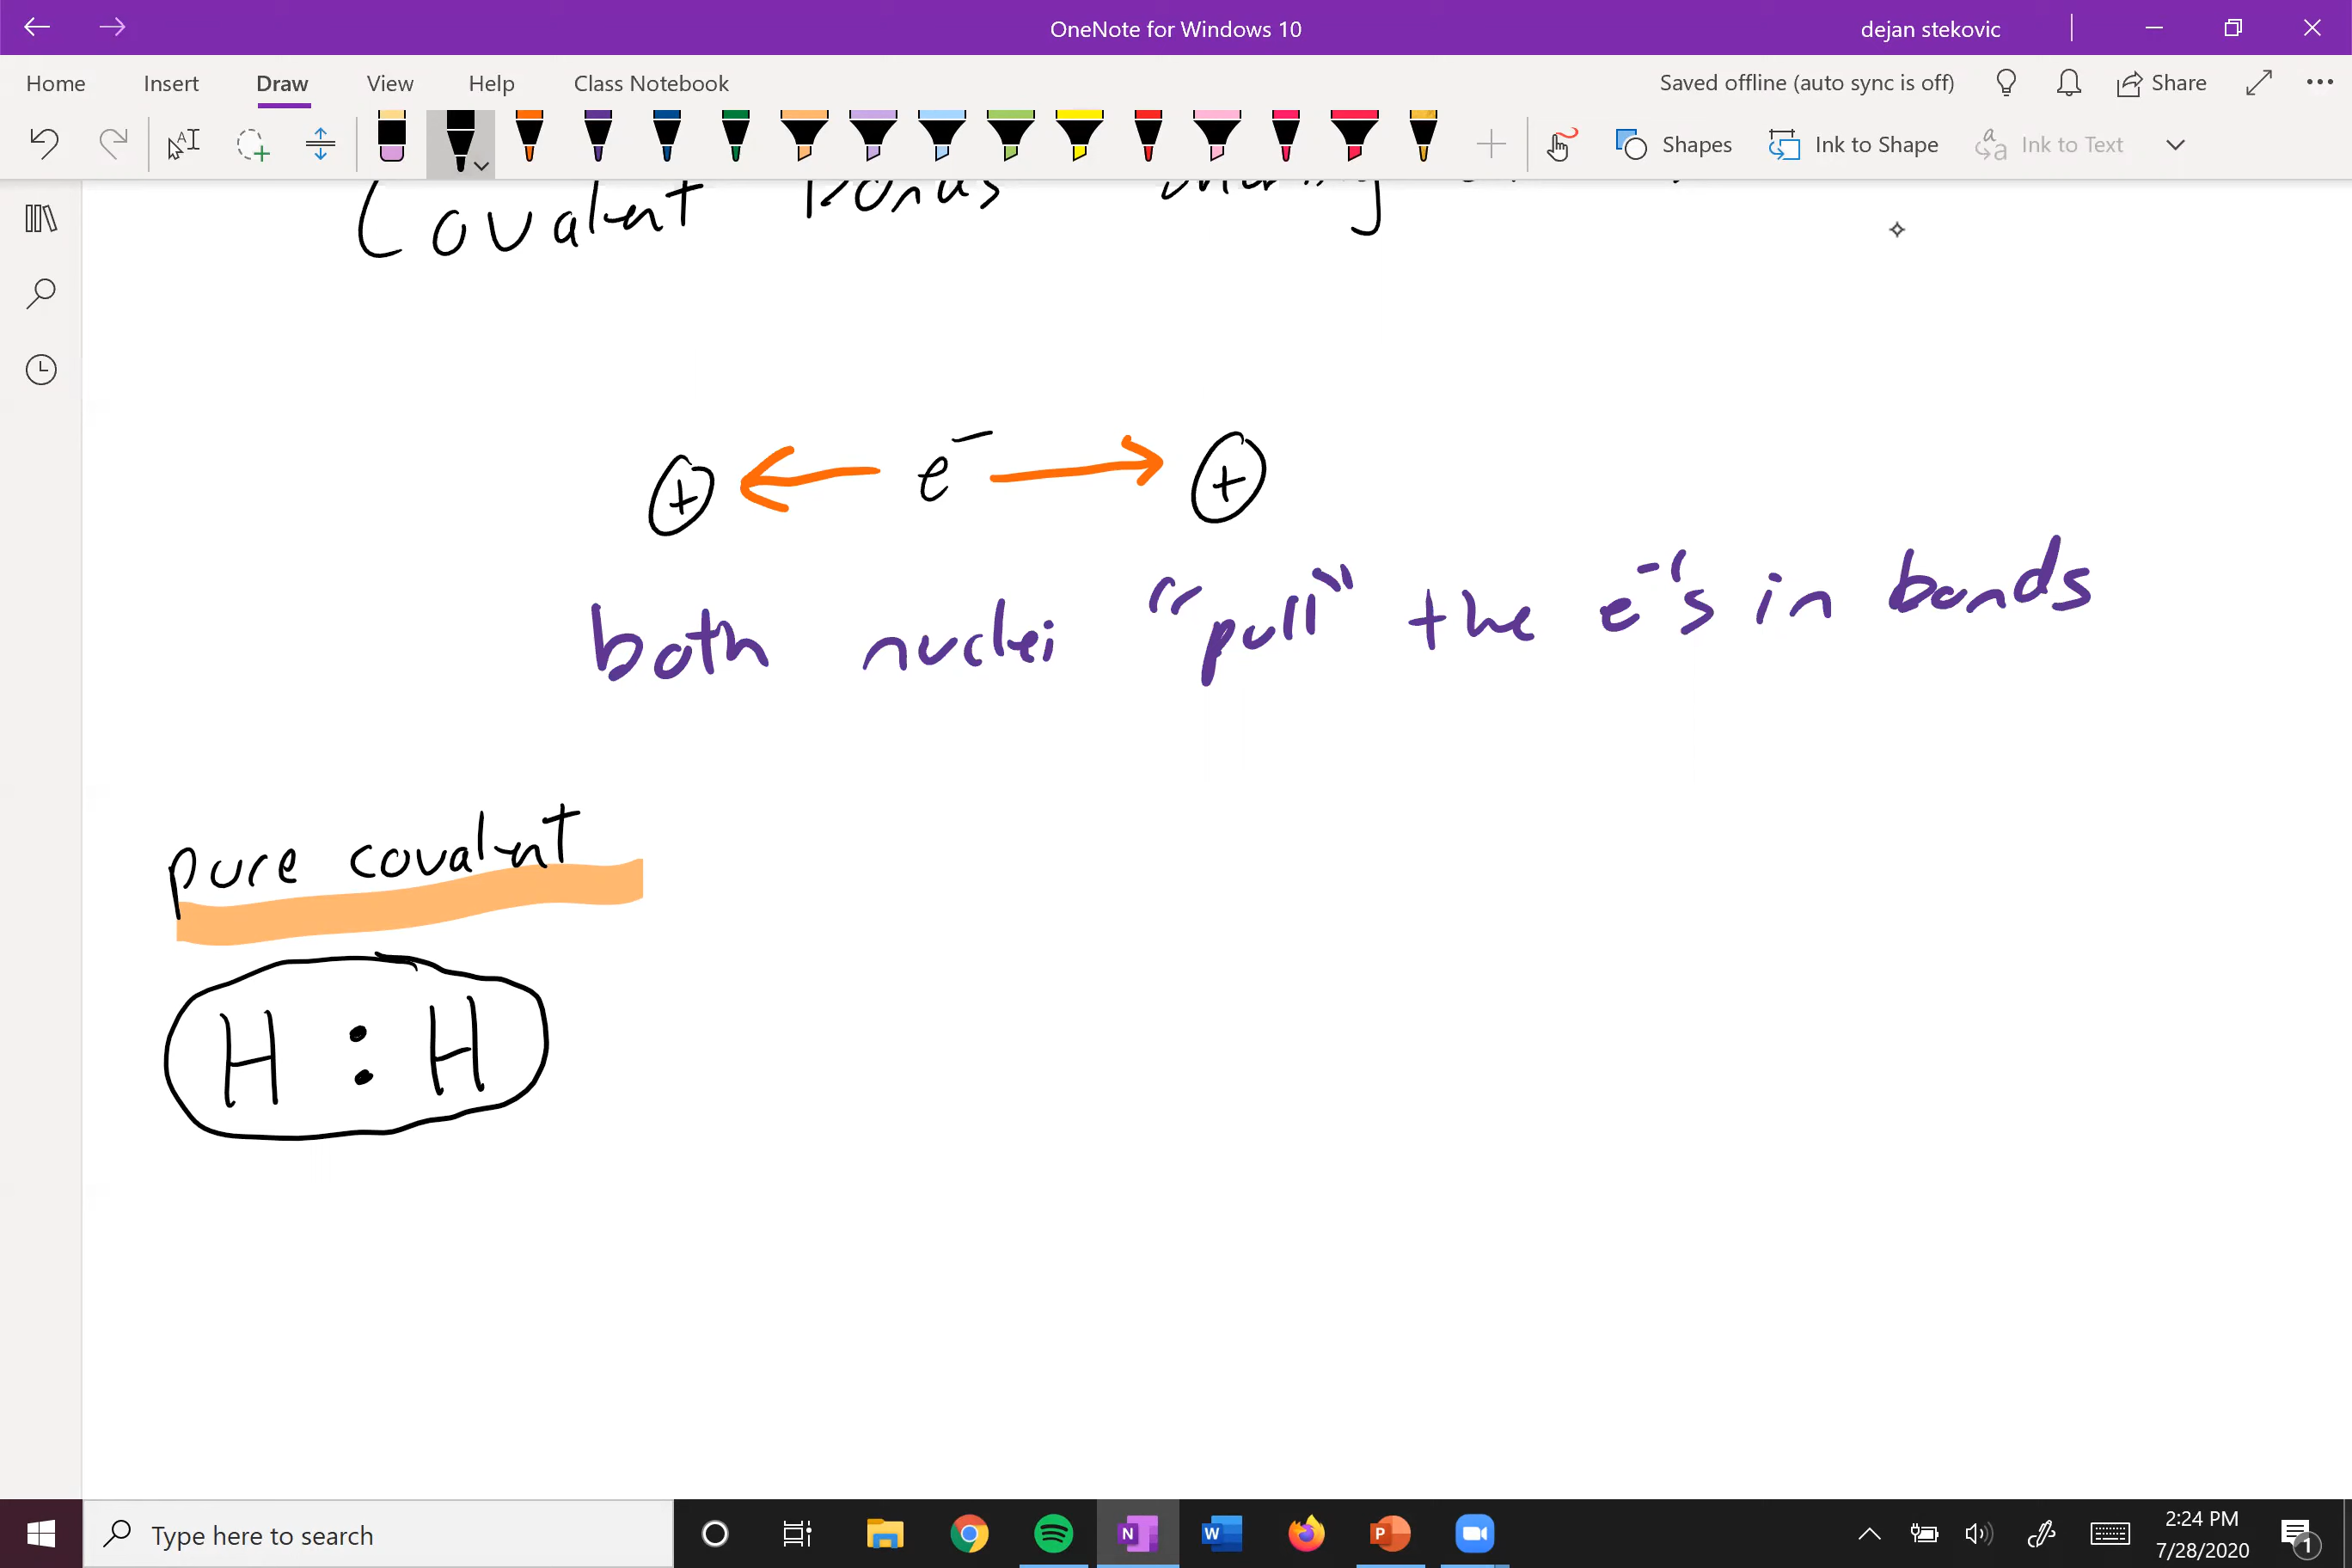 OneNote for Windows 10
dejan stekovic
Home Insert Draw View Help Class Notebook
Saved offline (auto sync is off) Share
Shapes Ink to Shape Ink to Text
Covalent bonds
+ e⁻ +
both nuclei "pull" the e⁻'s in bonds
pure covalent
H : H
Type here to search
2:24 PM
7/28/2020
1